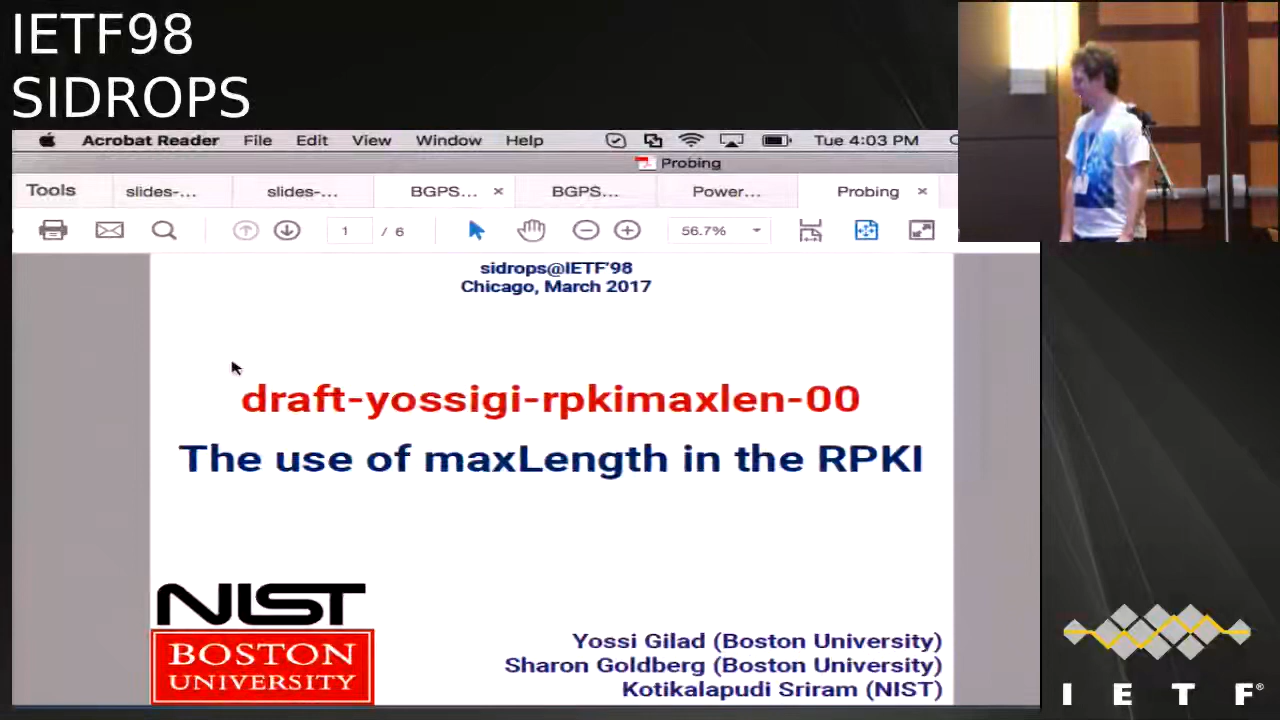 IETF98
SIDROPS
Acrobat Reader File Edit View Window Help Tue 4:03 PM
Probing
Tools slides-... slides-... BGPS... × BGPS... Power... Probing ×
1 / 6 56.7%
sidrops@IETF'98
Chicago, March 2017
draft-yossigi-rpkimaxlen-00
The use of maxLength in the RPKI
NIST
BOSTON
UNIVERSITY
Yossi Gilad (Boston University)
Sharon Goldberg (Boston University)
Kotikalapudi Sriram (NIST)
I E T F®